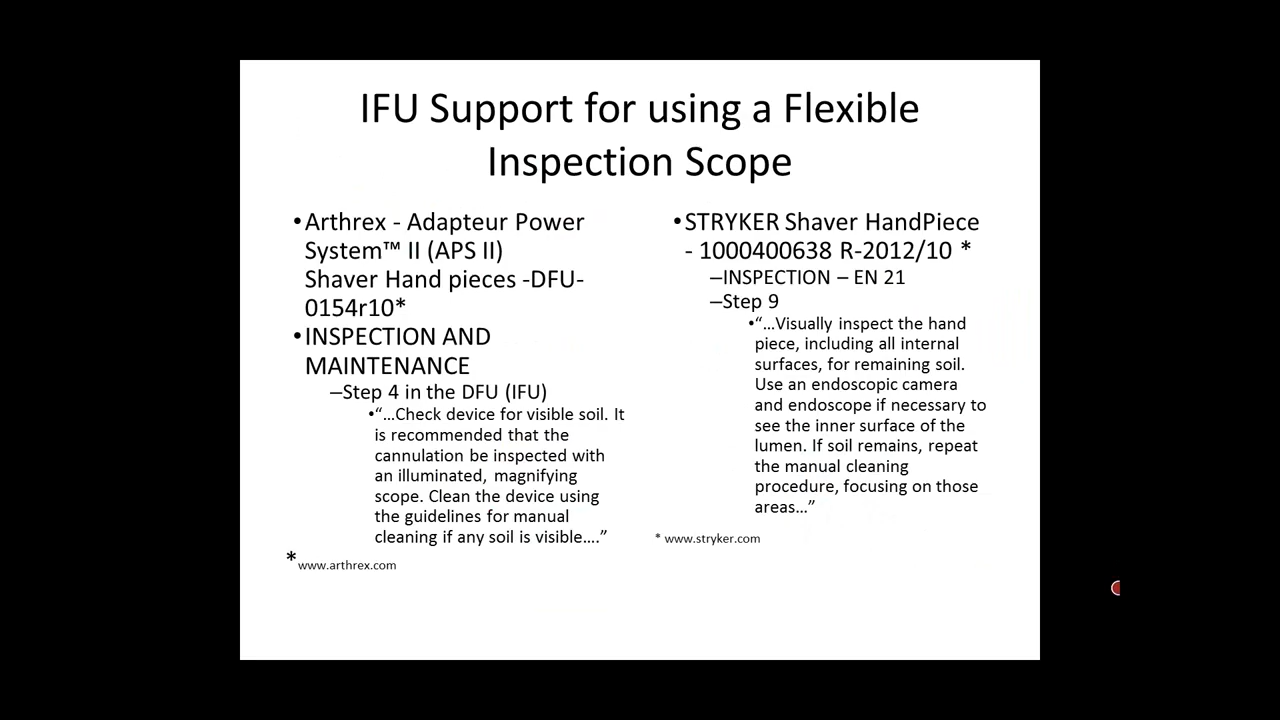 IFU Support for using a Flexible
Inspection Scope
•Arthrex - Adapteur Power
System™ II (APS II)
Shaver Hand pieces -DFU-
0154r10*
•INSPECTION AND
MAINTENANCE
–Step 4 in the DFU (IFU)
•“…Check device for visible soil. It
is recommended that the
cannulation be inspected with
an illuminated, magnifying
scope. Clean the device using
the guidelines for manual
cleaning if any soil is visible….”
* www.arthrex.com
•STRYKER Shaver HandPiece
- 1000400638 R-2012/10 *
–INSPECTION – EN 21
–Step 9
•“…Visually inspect the hand
piece, including all internal
surfaces, for remaining soil.
Use an endoscopic camera
and endoscope if necessary to
see the inner surface of the
lumen. If soil remains, repeat
the manual cleaning
procedure, focusing on those
areas…”
* www.stryker.com